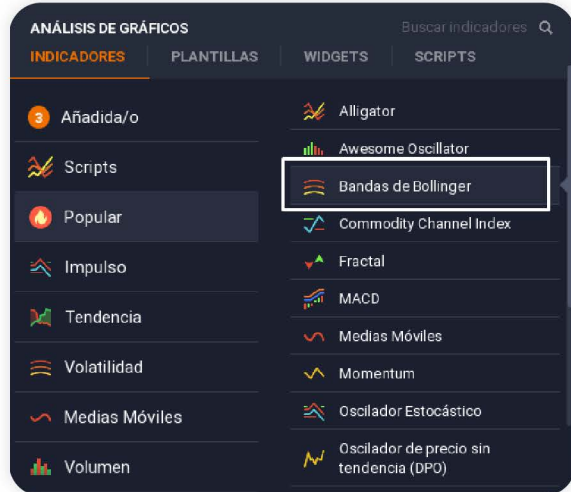 ANÁLISIS DE GRÁFICOS
Buscar indicadores
INDICADORES
PLANTILLAS
WIDGETS
SCRIPTS
3 Añadida/o
Scripts
Popular
Impulso
Tendencia
Volatilidad
Medias Móviles
Volumen
Alligator
Awesome Oscillator
Bandas de Bollinger
Commodity Channel Index
Fractal
MACD
Medias Móviles
Momentum
Oscilador Estocástico
Oscilador de precio sin
tendencia (DPO)